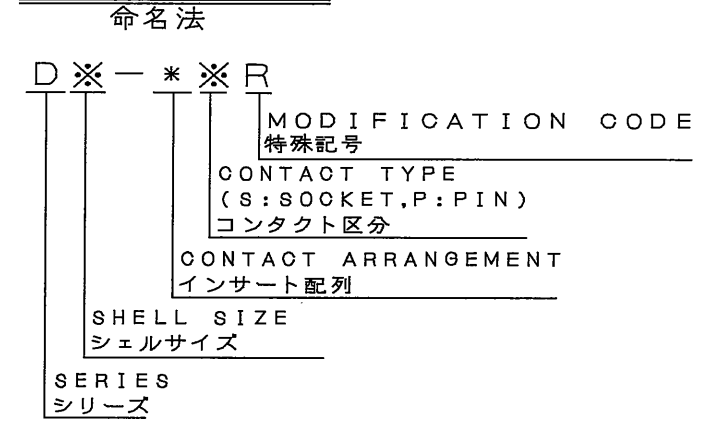 命名法
D※－＊※R
MODIFICATION CODE
特殊記号
CONTACT TYPE
(S:SOCKET,P:PIN)
コンタクト区分
CONTACT ARRANGEMENT
インサート配列
SHELL SIZE
シェルサイズ
SERIES
シリーズ